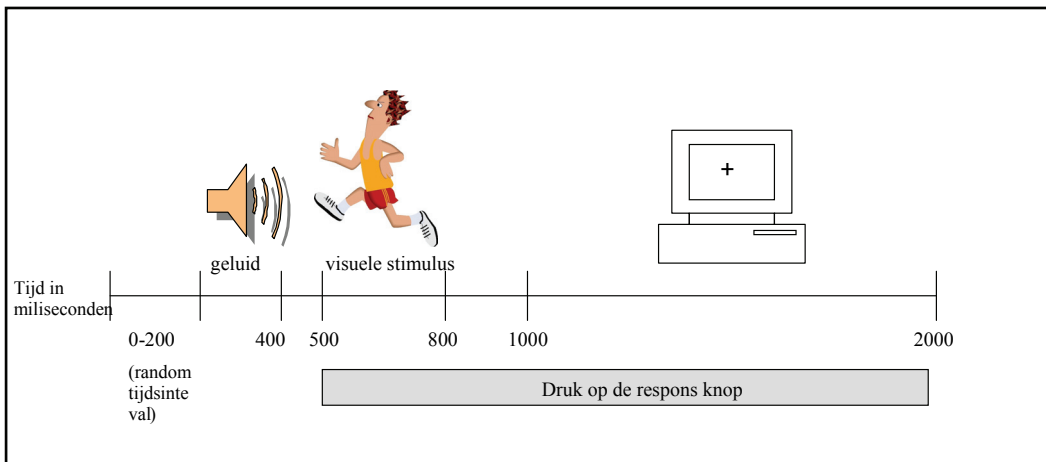 geluid
visuele stimulus
Tijd in
miliseconden
0-200
400
500
800
1000
2000
(random
tijdsinte
val)
Druk op de respons knop
+